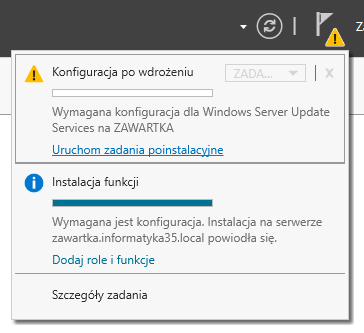 Za
Konfiguracja po wdrożeniu
ZADA...
X
Wymagana konfiguracja dla Windows Server Update
Services na ZAWARTKA
Uruchom zadania poinstalacyjne
Instalacja funkcji
Wymagana jest konfiguracja. Instalacja na serwerze
zawartka.informatyka35.local powiodła się.
Dodaj role i funkcje
Szczegóły zadania